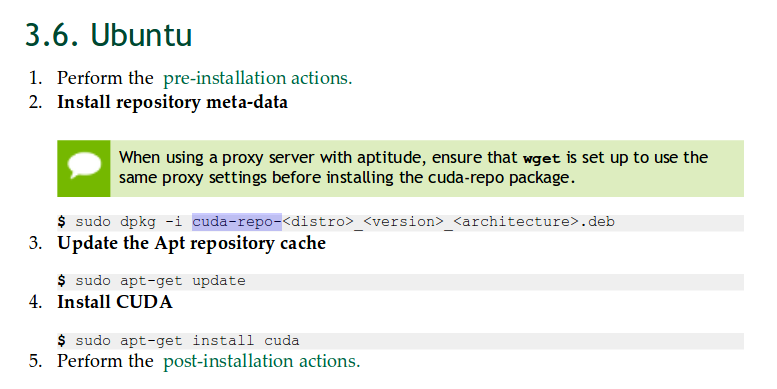 3.6. Ubuntu
1. Perform the pre-installation actions.
2. Install repository meta-data
When using a proxy server with aptitude, ensure that wget is set up to use the
same proxy settings before installing the cuda-repo package.
$ sudo dpkg -i cuda-repo-<distro>_<version>_<architecture>.deb
3. Update the Apt repository cache
$ sudo apt-get update
4. Install CUDA
$ sudo apt-get install cuda
5. Perform the post-installation actions.